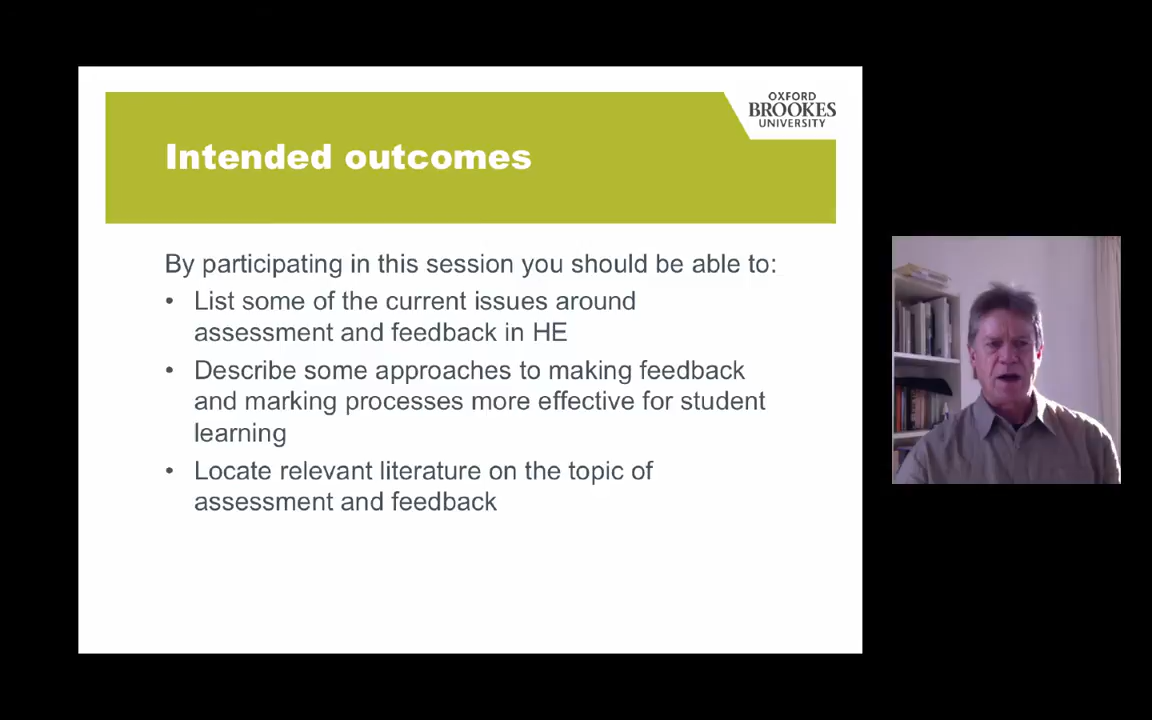 OXFORD
BROOKES
UNIVERSITY
Intended outcomes
By participating in this session you should be able to:
• List some of the current issues around
assessment and feedback in HE
• Describe some approaches to making feedback
and marking processes more effective for student
learning
• Locate relevant literature on the topic of
assessment and feedback